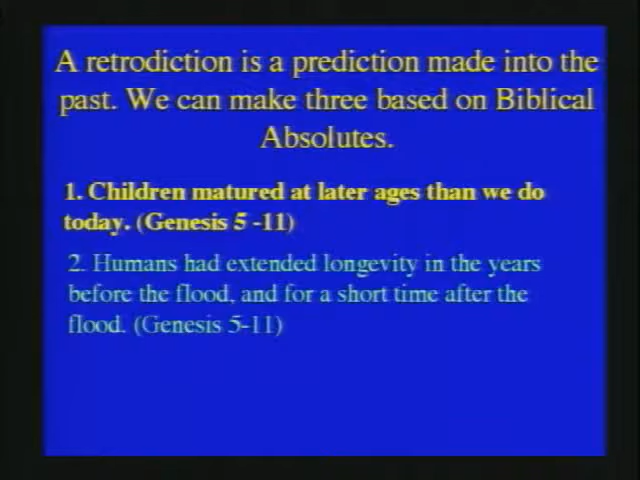 A retrodiction is a prediction made into the
past. We can make three based on Biblical
Absolutes.
1. Children matured at later ages than we do
today. (Genesis 5 -11)
2. Humans had extended longevity in the years
before the flood, and for a short time after the
flood. (Genesis 5-11)